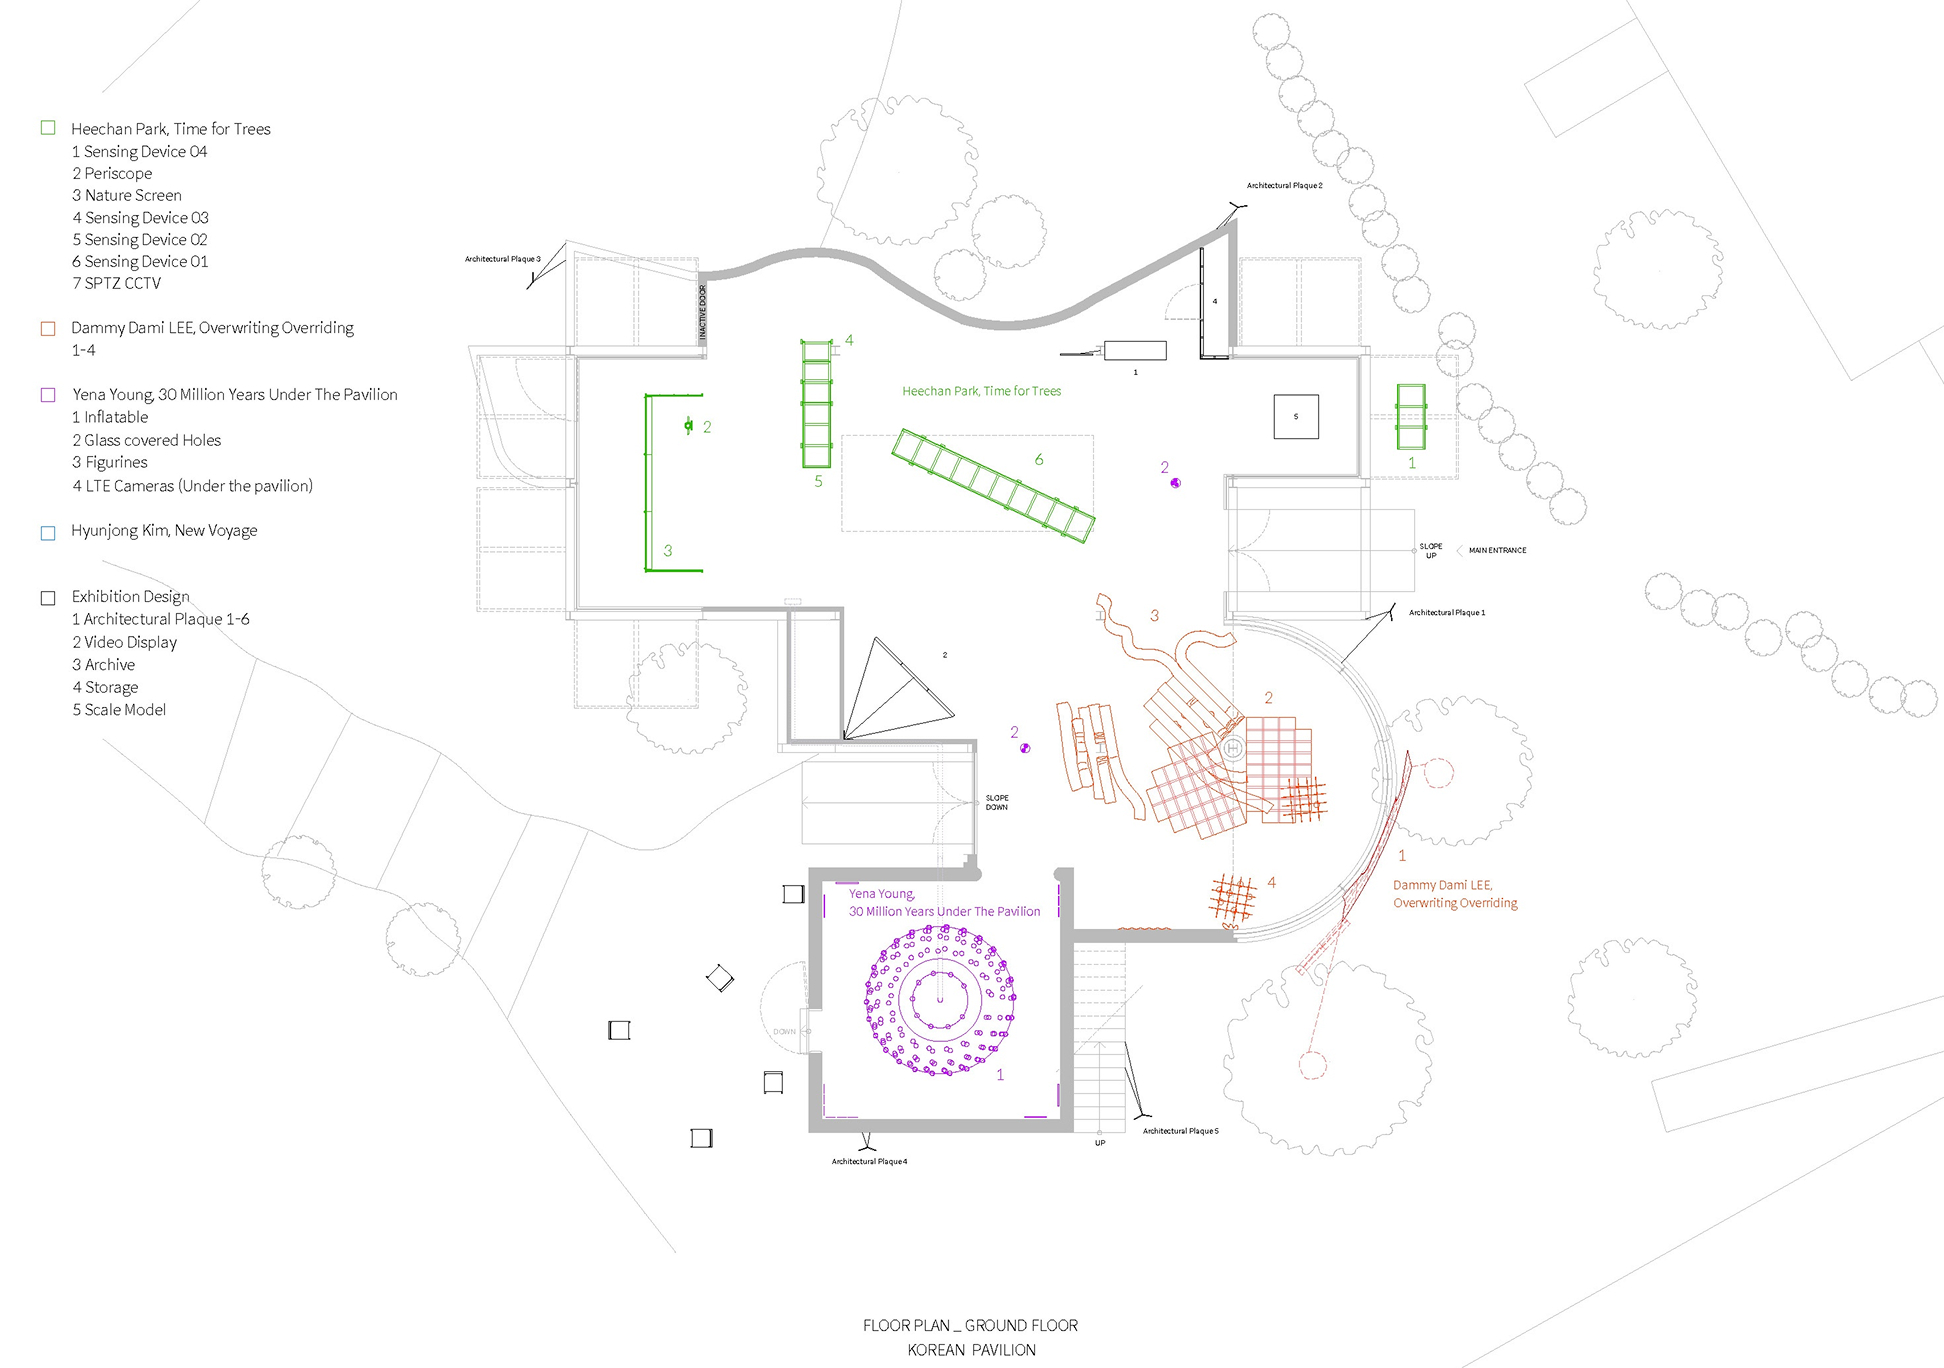 Heechan Park, Time for Trees
1 Sensing Device 04
2 Periscope
3 Nature Screen
4 Sensing Device 03
5 Sensing Device 02
6 Sensing Device 01
7 SPTZ CCTV
Dammy Dami LEE, Overwriting Overriding
1-4
Yena Young, 30 Million Years Under The Pavilion
1 Inflatable
2 Glass covered Holes
3 Figurines
4 LTE Cameras (Under the pavilion)
Hyunjong Kim, New Voyage
Exhibition Design
1 Architectural Plaque 1-6
2 Video Display
3 Archive
4 Storage
5 Scale Model
Architectural Plaque 2
Architectural Plaque 3
INACTIVE DOOR
4
4
1
Heechan Park, Time for Trees
5
2
6
1
2
5
3
SLOPE
UP
MAIN ENTRANCE
3
Architectural Plaque 1
2
2
2
H
SLOPE
DOWN
1
4
Dammy Dami LEE,
Overwriting Overriding
Yena Young,
30 Million Years Under The Pavilion
DOWN
1
Architectural Plaque 5
UP
Architectural Plaque 4
FLOOR PLAN _ GROUND FLOOR
KOREAN PAVILION